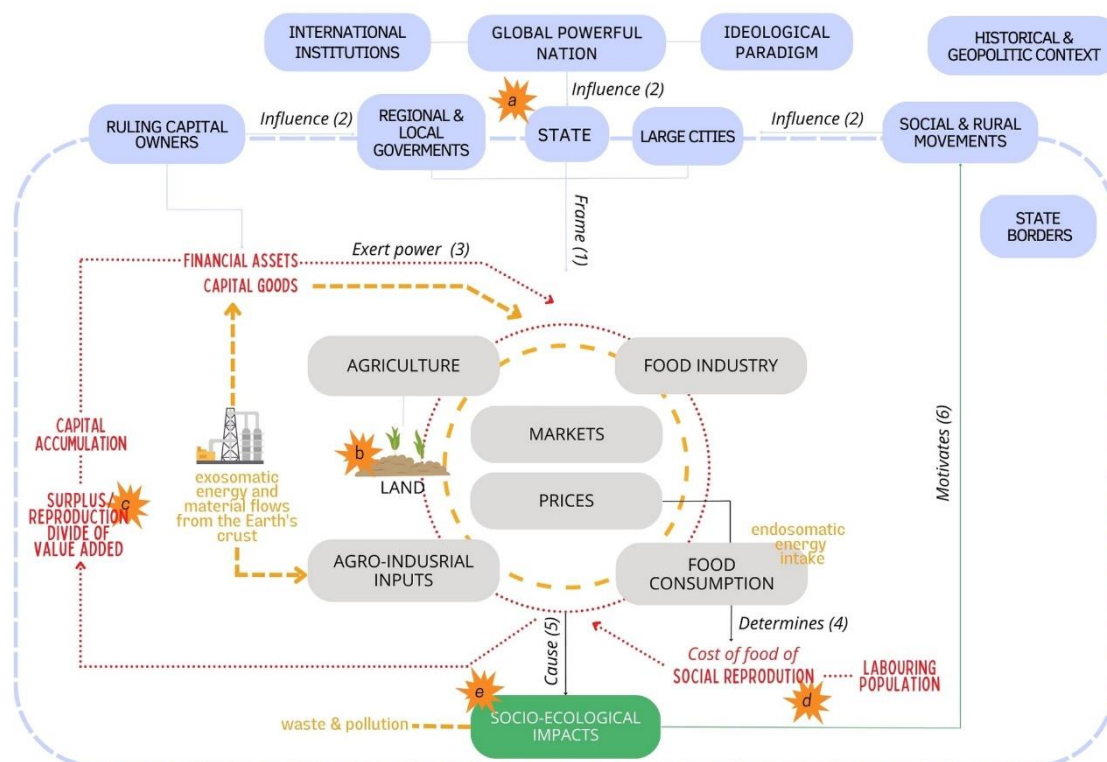 INTERNATIONAL
INSTITUTIONS
GLOBAL POWERFUL
NATION
IDEOLOGICAL
PARADIGM
HISTORICAL &
GEOPOLITIC CONTEXT
a
Influence (2)
RULING CAPITAL
OWNERS
Influence (2)
REGIONAL &
LOCAL
GOVERMENTS
STATE
LARGE CITIES
Influence (2)
SOCIAL & RURAL
MOVEMENTS
STATE
BORDERS
Frame (1)
FINANCIAL ASSETS
Exert power (3)
CAPITAL GOODS
AGRICULTURE
FOOD INDUSTRY
MARKETS
CAPITAL
ACCUMULATION
b
LAND
PRICES
Motivates (6)
exosomatic
energy and
material flows
from the Earth's
crust
SURPLUS/
REPRODUCTION
DIVIDE OF
VALUE ADDED
c
endosomatic
energy
intake
AGRO-INDUSRIAL
INPUTS
FOOD
CONSUMPTION
Determines (4)
Cause (5)
Cost of food of
SOCIAL REPRODUTION
LABOURING
POPULATION
d
e
waste & pollution
SOCIO-ECOLOGICAL
IMPACTS